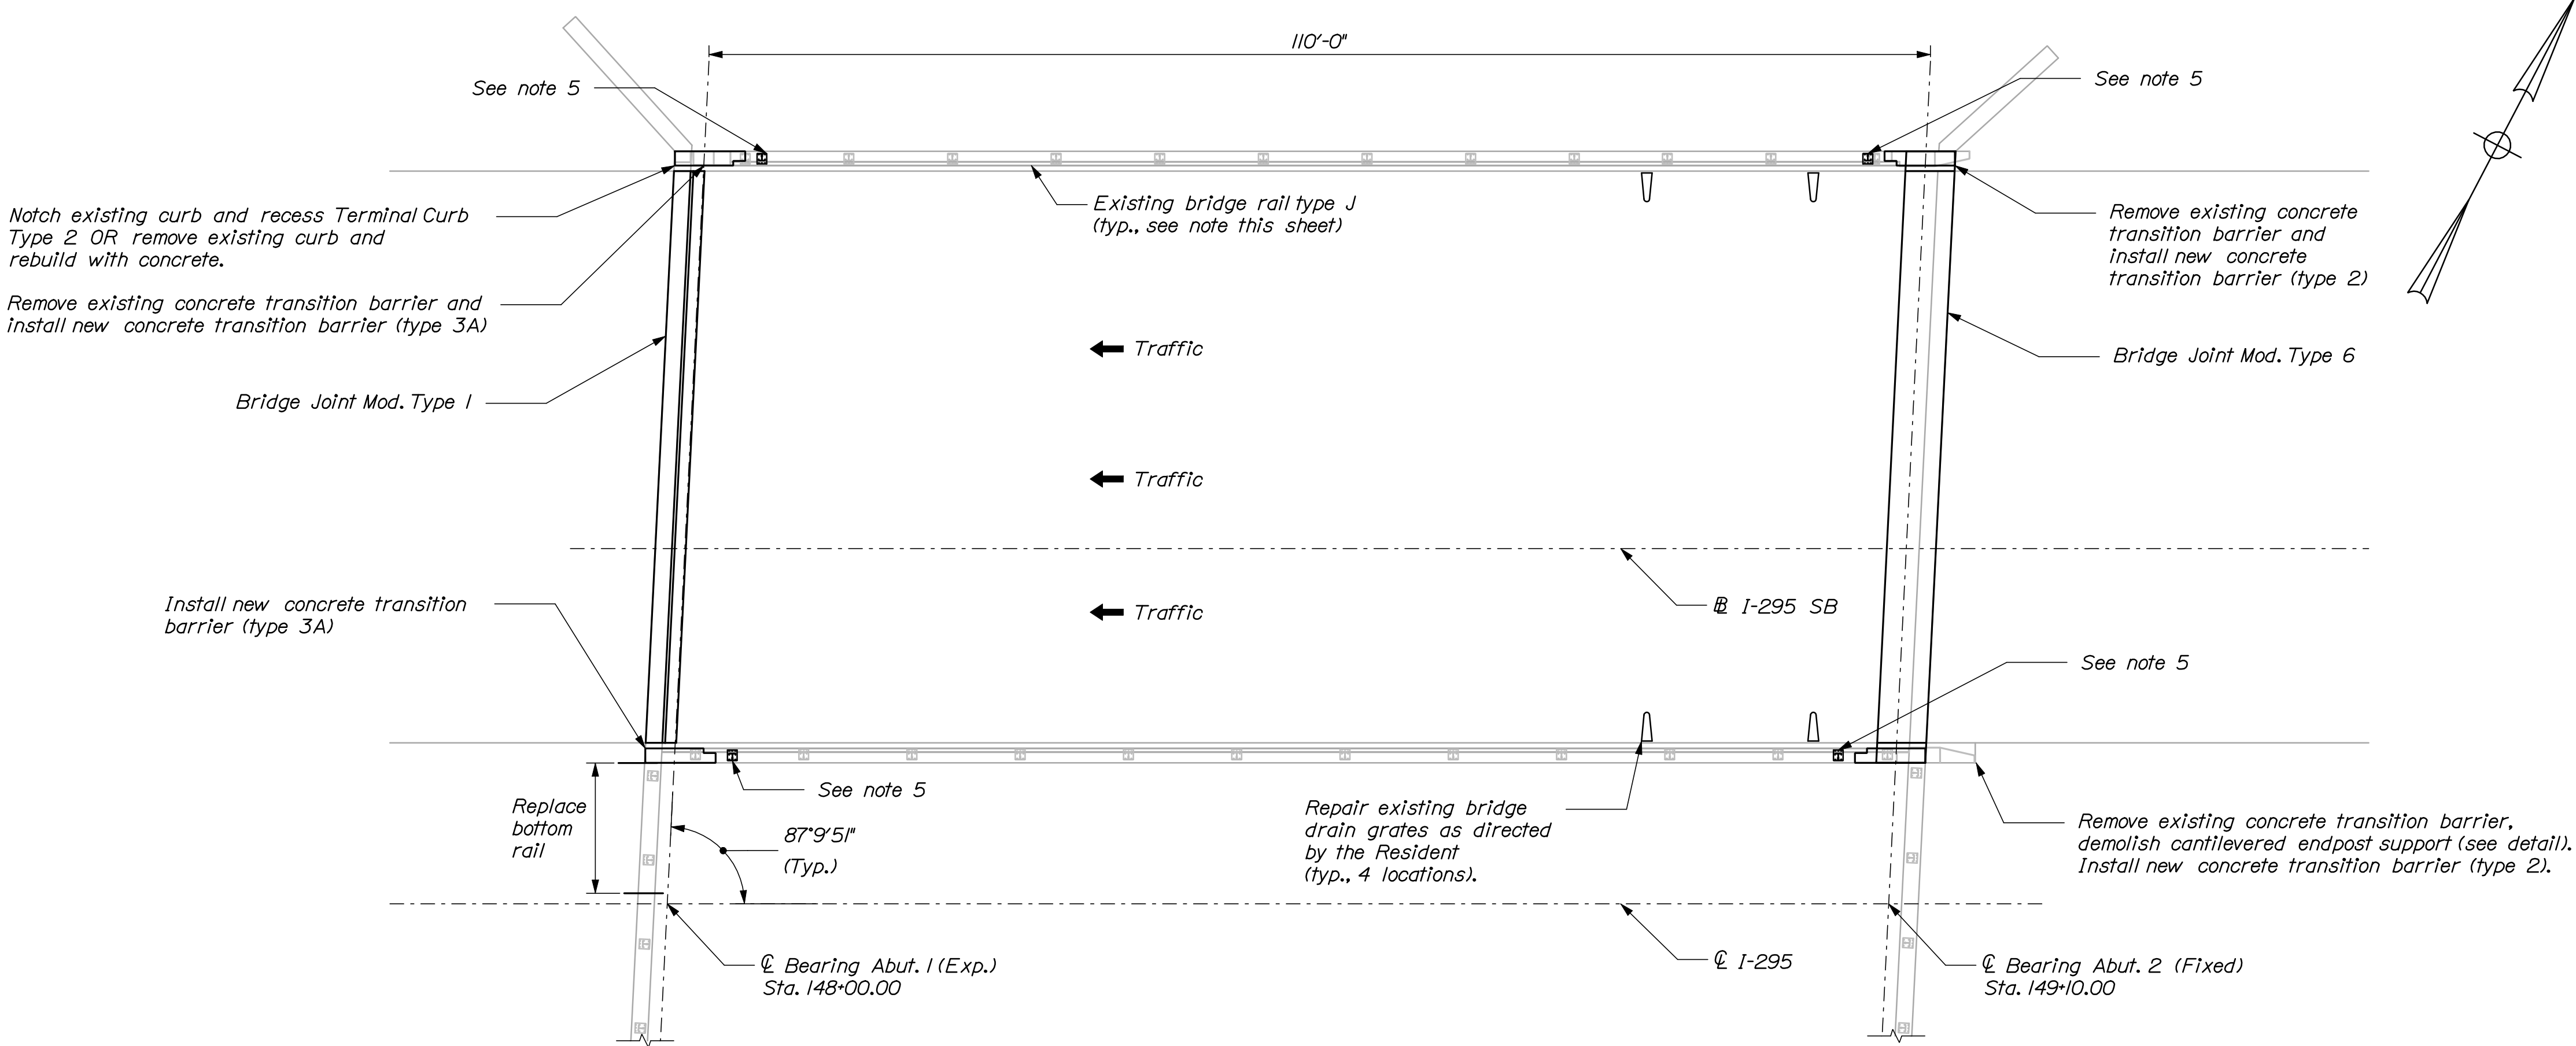 110'-0"
See note 5
See note 5
Notch existing curb and recess Terminal Curb
Type 2 OR remove existing curb and
rebuild with concrete.
Existing bridge rail type J
(typ., see note this sheet)
Remove existing concrete
transition barrier and
install new concrete
transition barrier (type 2)
Remove existing concrete transition barrier and
install new concrete transition barrier (type 3A)
Traffic
Bridge Joint Mod. Type 6
Bridge Joint Mod. Type 1
Traffic
Install new concrete transition
barrier (type 3A)
Traffic
BL I-295 SB
See note 5
See note 5
Replace
bottom
rail
87°9'51"
(Typ.)
Repair existing bridge
drain grates as directed
by the Resident
(typ., 4 locations).
Remove existing concrete transition barrier,
demolish cantilevered endpost support (see detail).
Install new concrete transition barrier (type 2).
℄ Bearing Abut. 1 (Exp.)
Sta. 148+00.00
℄ I-295
℄ Bearing Abut. 2 (Fixed)
Sta. 149+10.00